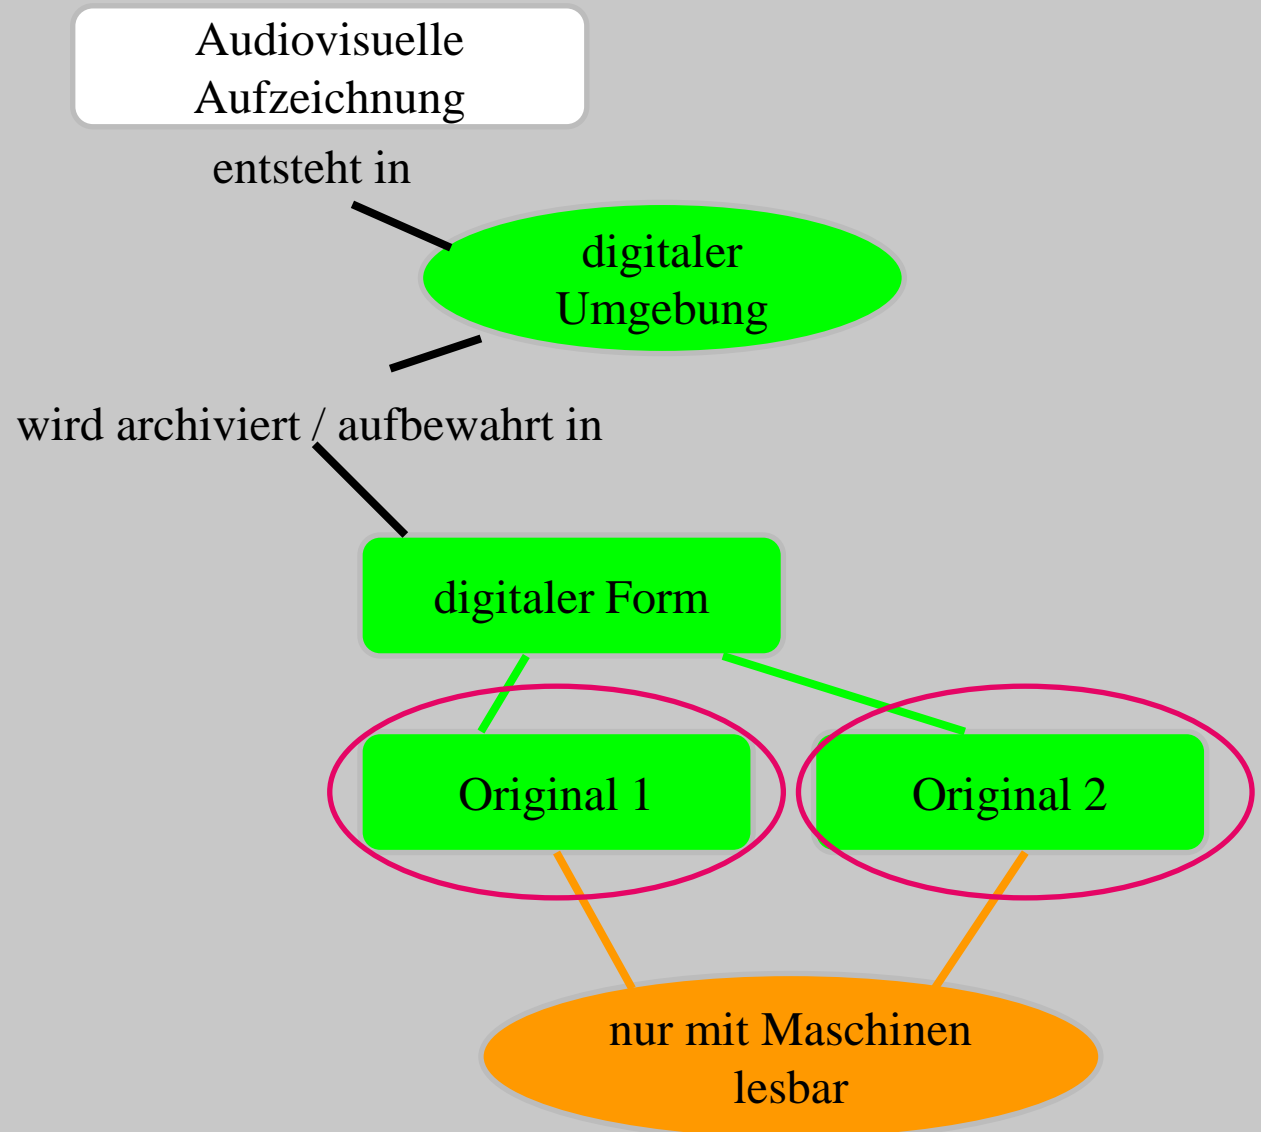 Audiovisuelle
Aufzeichnung
entsteht in
digitaler
Umgebung
wird archiviert / aufbewahrt in
digitaler Form
Original 1
Original 2
nur mit Maschinen
lesbar